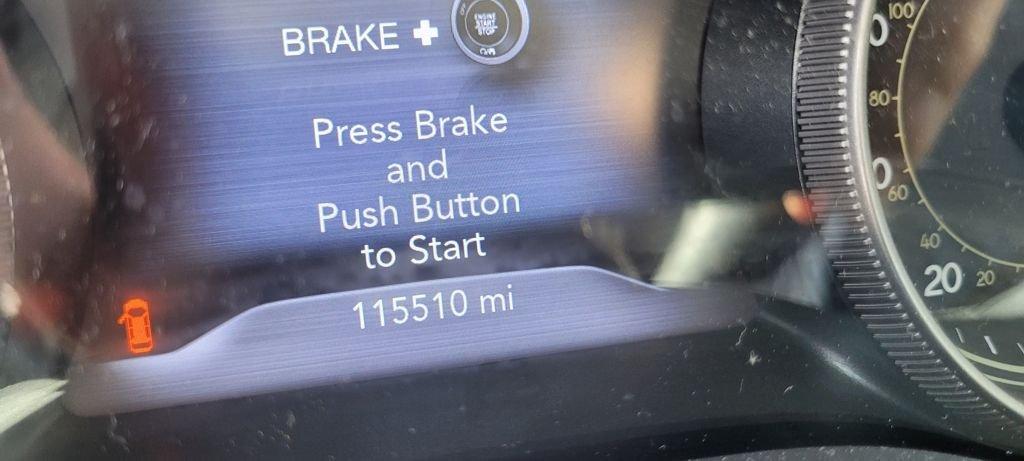 BRAKE +
ENGINE
START
STOP
Press Brake
and
Push Button
to Start
115510 mi
100
80
60
40
20
20